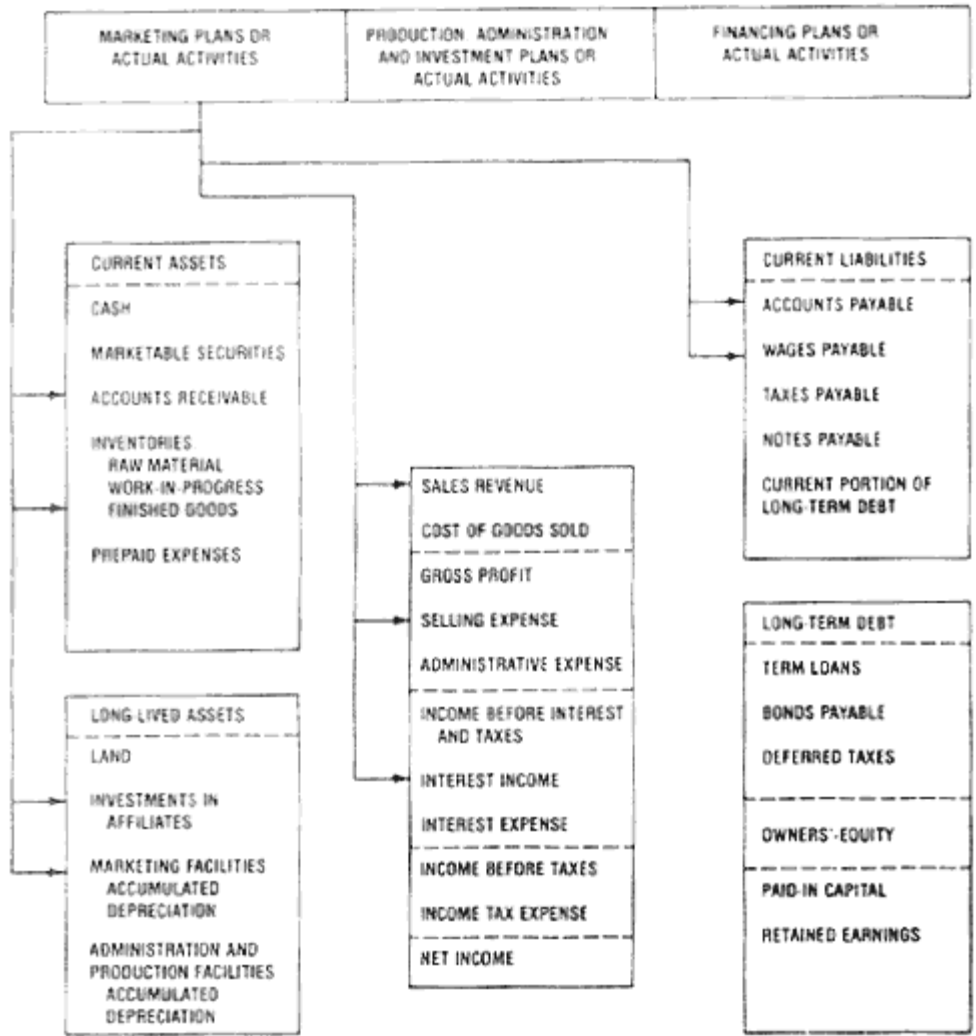 MARKETING PLANS OR
ACTUAL ACTIVITIES
PRODUCTION ADMINISTRATION
AND INVESTMENT PLANS OR
ACTUAL ACTIVITIES
FINANCING PLANS OR
ACTUAL ACTIVITIES
CURRENT ASSETS
CASH
MARKETABLE SECURITIES
ACCOUNTS RECEIVABLE
INVENTORIES
RAW MATERIAL
WORK-IN-PROGRESS
FINISHED GOODS
PREPAID EXPENSES
LONG-LIVED ASSETS
LAND
INVESTMENTS IN
AFFILIATES
MARKETING FACILITIES
ACCUMULATED
DEPRECIATION
ADMINISTRATION AND
PRODUCTION FACILITIES
ACCUMULATED
DEPRECIATION
SALES REVENUE
COST OF GOODS SOLD
GROSS PROFIT
SELLING EXPENSE
ADMINISTRATIVE EXPENSE
INCOME BEFORE INTEREST
AND TAXES
INTEREST INCOME
INTEREST EXPENSE
INCOME BEFORE TAXES
INCOME TAX EXPENSE
NET INCOME
CURRENT LIABILITIES
ACCOUNTS PAYABLE
WAGES PAYABLE
TAXES PAYABLE
NOTES PAYABLE
CURRENT PORTION OF
LONG-TERM DEBT
LONG-TERM DEBT
TERM LOANS
BONDS PAYABLE
DEFERRED TAXES
OWNERS'-EQUITY
PAID-IN CAPITAL
RETAINED EARNINGS